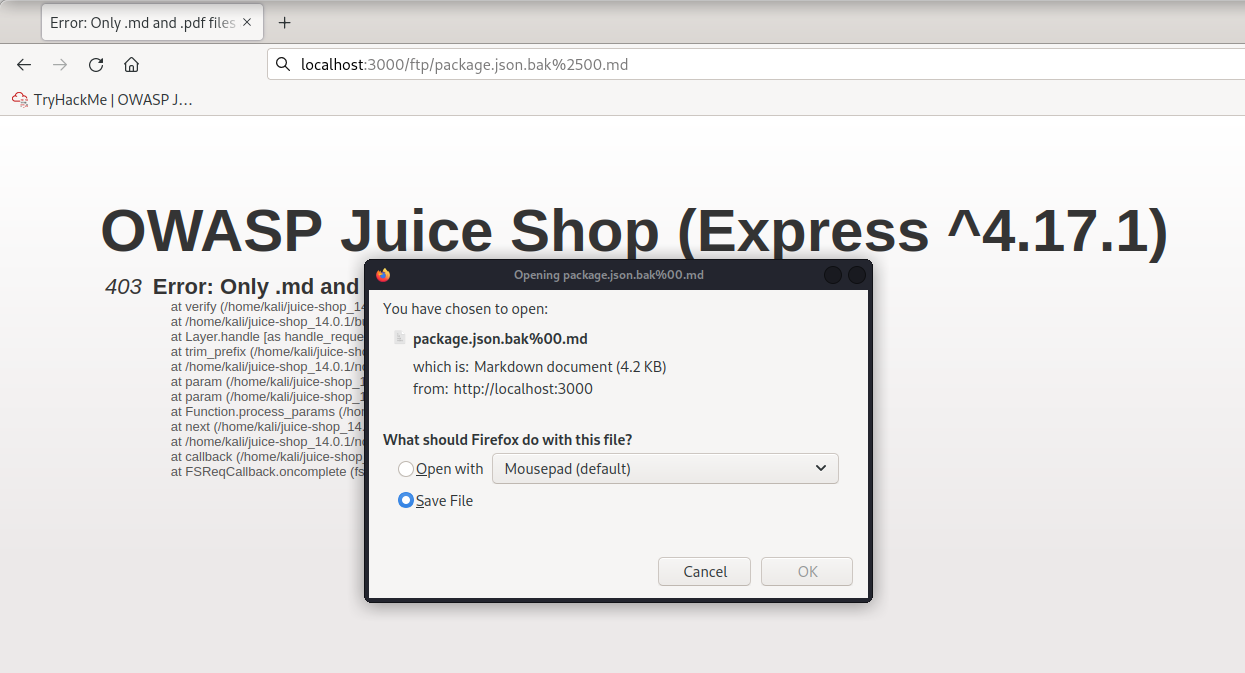 Error: Only .md and .pdf files
localhost:3000/ftp/package.json.bak%2500.md
TryHackMe | OWASP J…
OWASP Juice Shop (Express ^4.17.1)
403 Error: Only .md and
at verify (/home/kali/juice-shop_14
at /home/kali/juice-shop_14.0.1/
at Layer.handle [as handle_reque
at trim_prefix (/home/kali/juice-sh
at /home/kali/juice-shop_14.0.1/
at param (/home/kali/juice-shop_1
at param (/home/kali/juice-shop_1
at Function.process_params (/ho
at next (/home/kali/juice-shop_14.
at /home/kali/juice-shop_14.0.1/
at callback (/home/kali/juice-shop_
at FSReqCallback.oncomplete (fs
Opening package.json.bak%00.md
You have chosen to open:
package.json.bak%00.md
which is: Markdown document (4.2 KB)
from: http://localhost:3000
What should Firefox do with this file?
Open with Mousepad (default)
Save File
Cancel OK